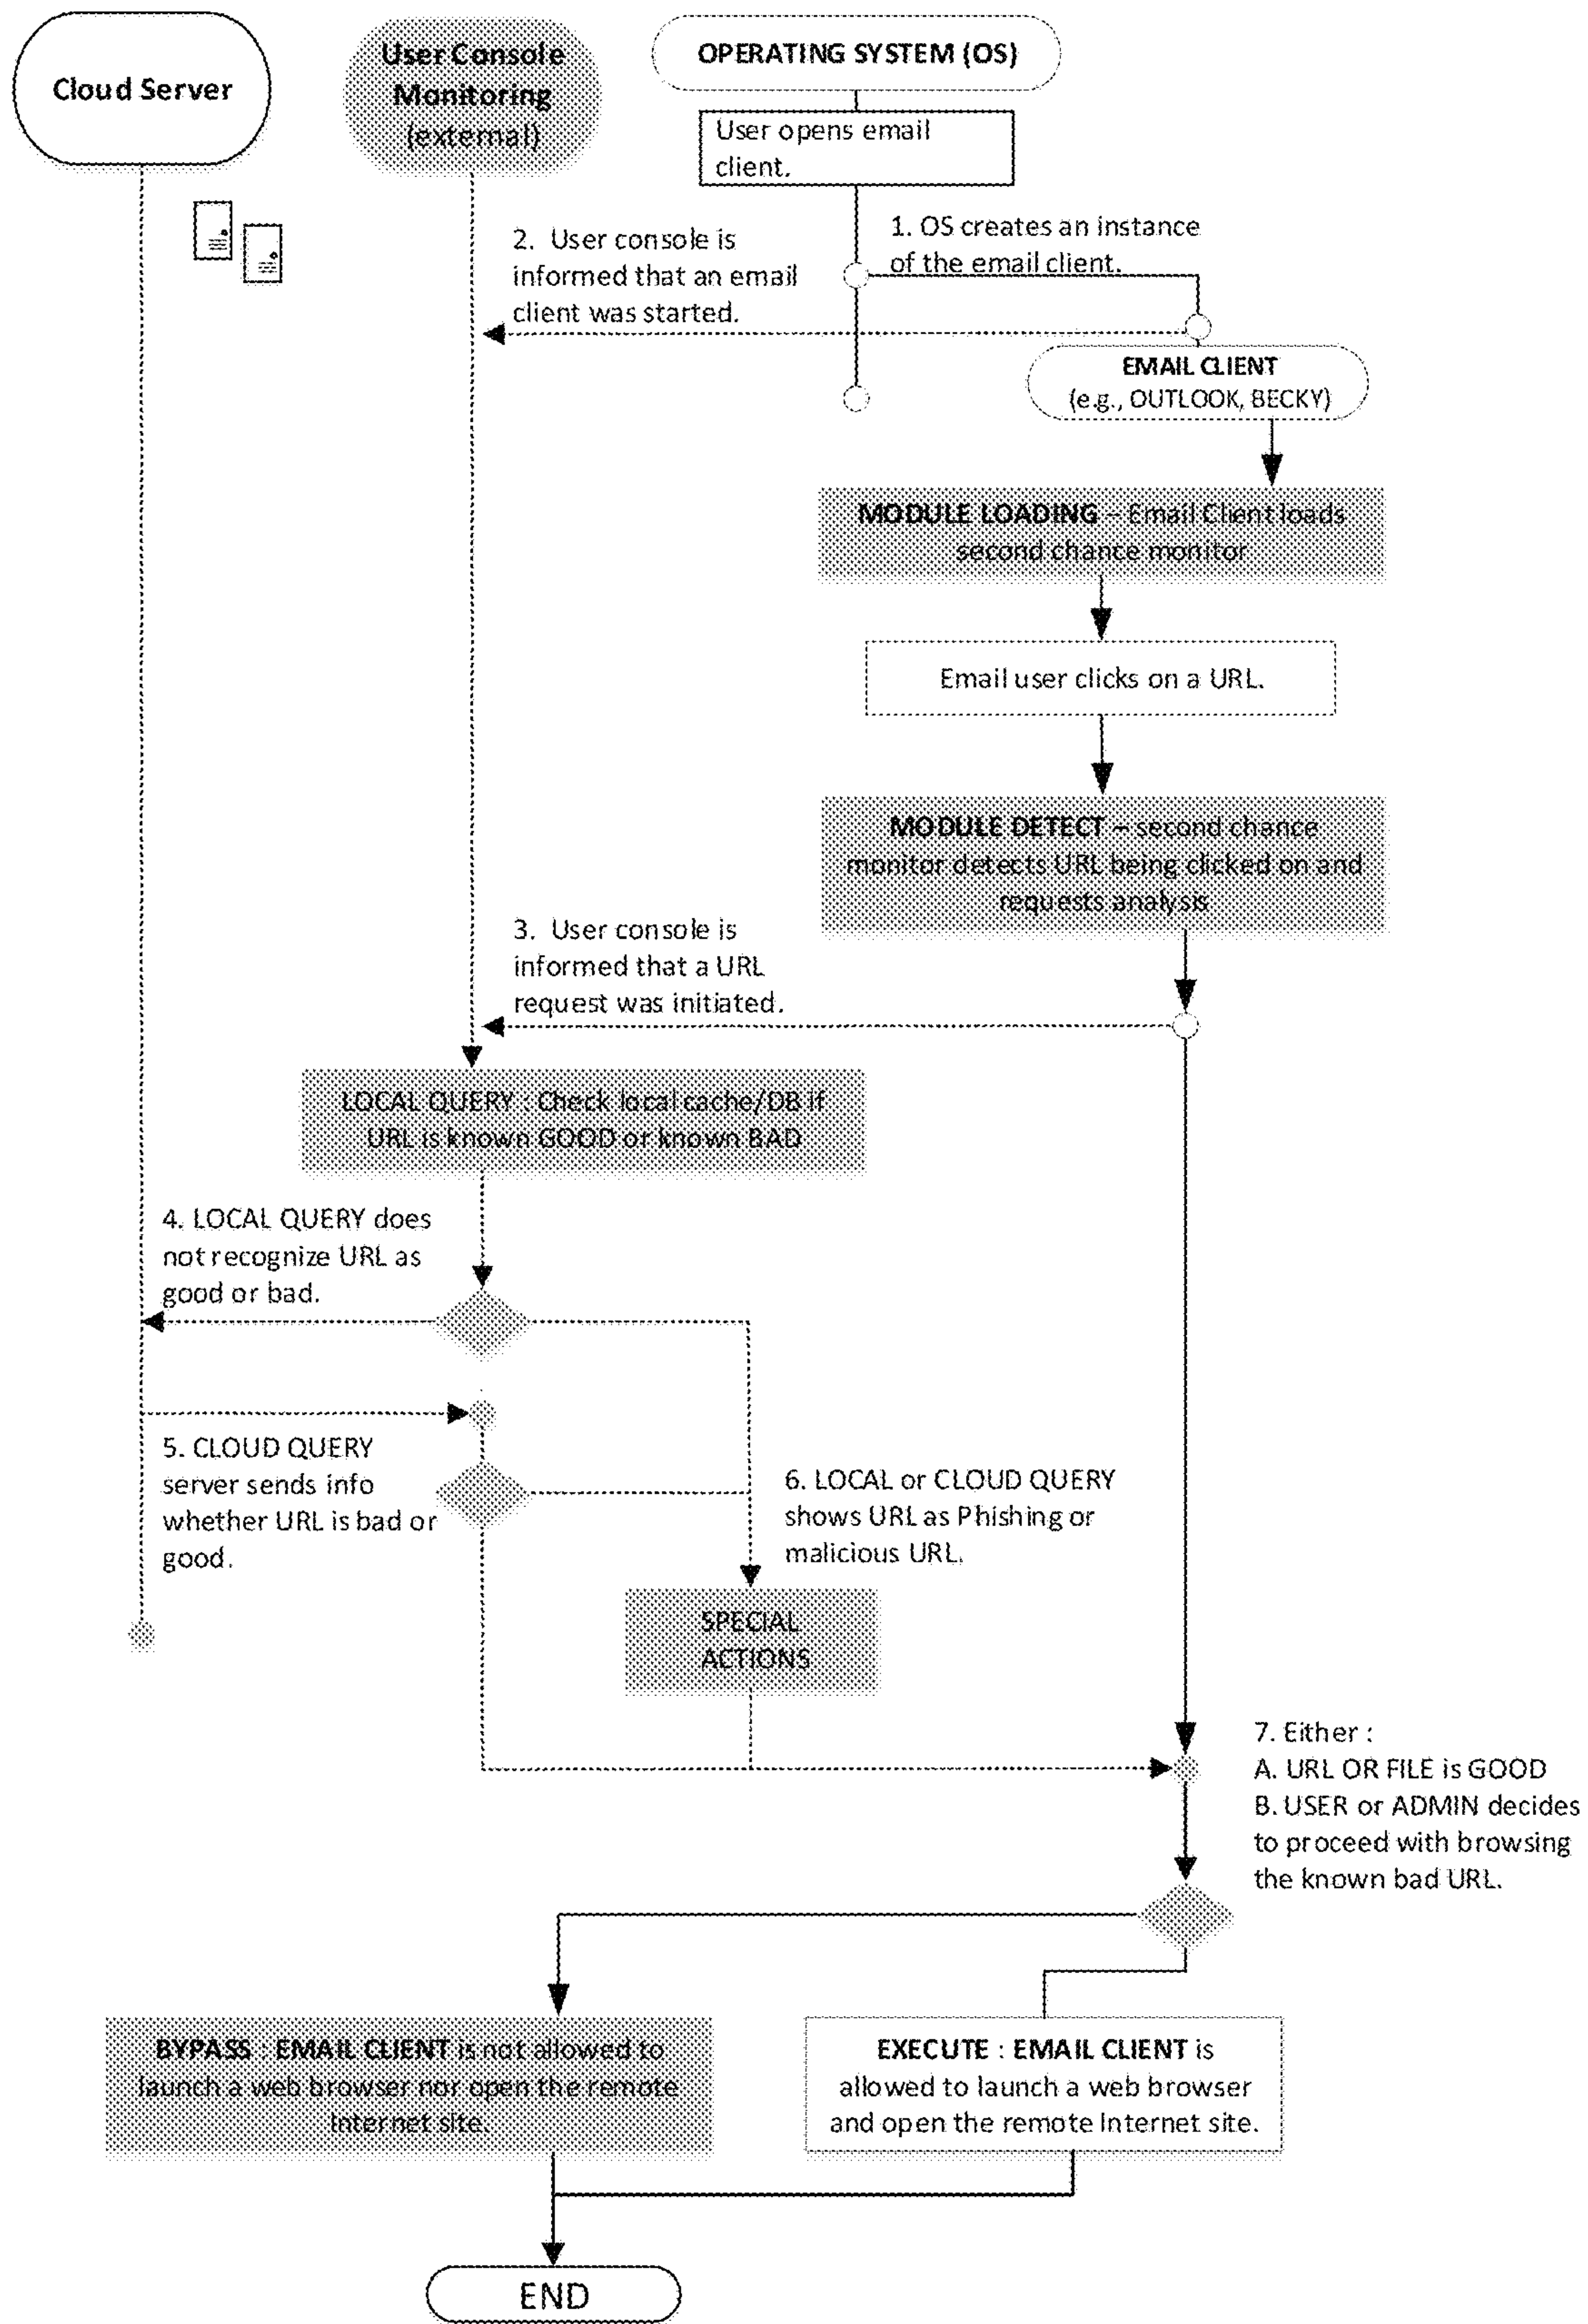 Cloud Server
User Console
Monitoring
(external)
OPERATING SYSTEM (OS)
User opens email
client.
1. OS creates an instance
of the email client.
2. User console is
informed that an email
client was started.
EMAIL CLIENT
(e.g., OUTLOOK, BECKY)
MODULE LOADING – Email Client loads
second chance monitor
Email user clicks on a URL.
MODULE DETECT – second chance
monitor detects URL being clicked on and
requests analysis
3. User console is
informed that a URL
request was initiated.
LOCAL QUERY : Check local cache/DB if
URL is known GOOD or known BAD
4. LOCAL QUERY does
not recognize URL as
good or bad.
5. CLOUD QUERY
server sends info
whether URL is bad or
good.
6. LOCAL or CLOUD QUERY
shows URL as Phishing or
malicious URL.
SPECIAL
ACTIONS
7. Either :
A. URL OR FILE is GOOD
B. USER or ADMIN decides
to proceed with browsing
the known bad URL.
BYPASS : EMAIL CLIENT is not allowed to
launch a web browser nor open the remote
Internet site.
EXECUTE : EMAIL CLIENT is
allowed to launch a web browser
and open the remote Internet site.
END